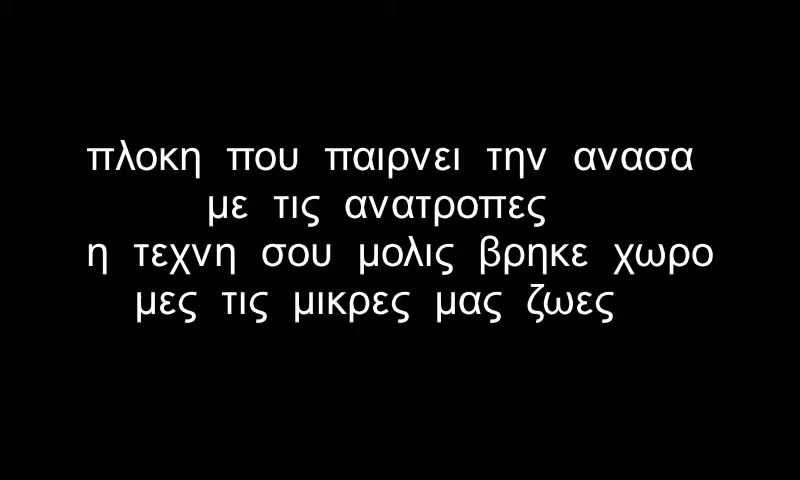 πλοκη που παιρνει την ανασα
με τις ανατροπες
η τεχνη σου μολις βρηκε χωρο
μες τις μικρες μας ζωες